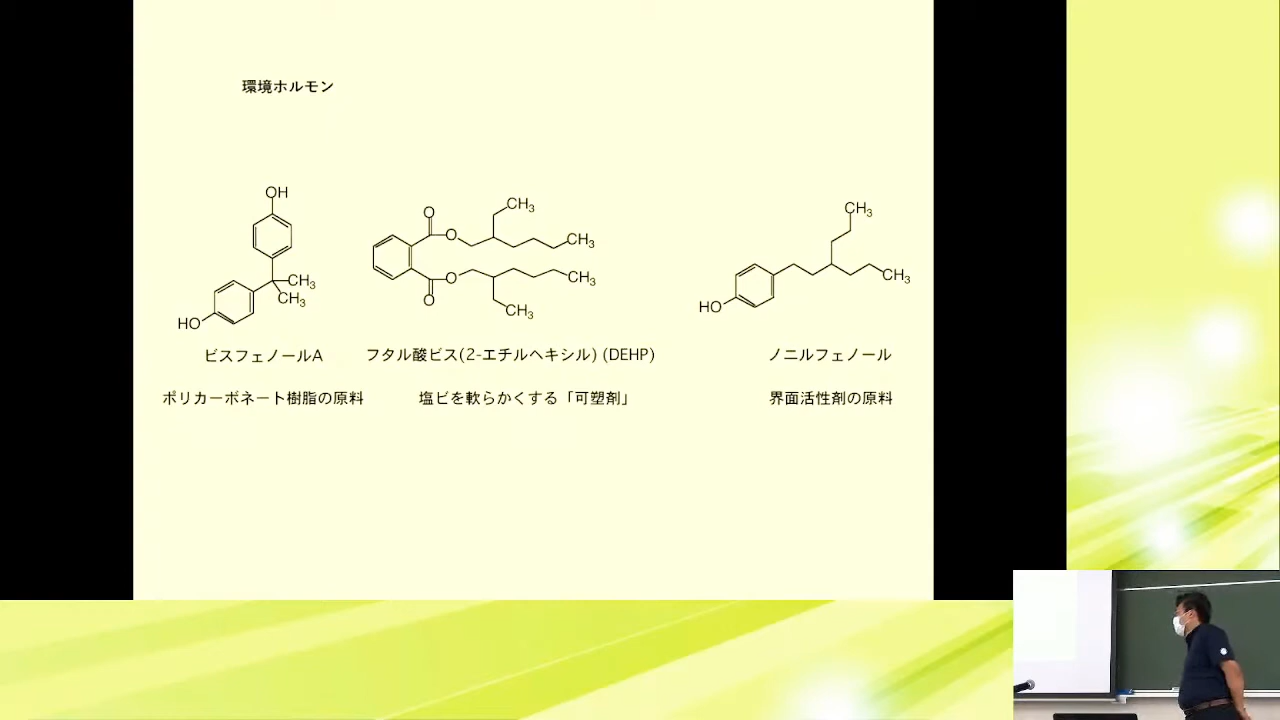 環境ホルモン
OH
HO
CH3
CH3
ビスフェノールA
ポリカーボネート樹脂の原料
O
O
CH3
CH3
O
O
CH3
CH3
フタル酸ビス(2-エチルヘキシル) (DEHP)
塩ビを軟らかくする「可塑剤」
CH3
CH3
HO
ノニルフェノール
界面活性剤の原料